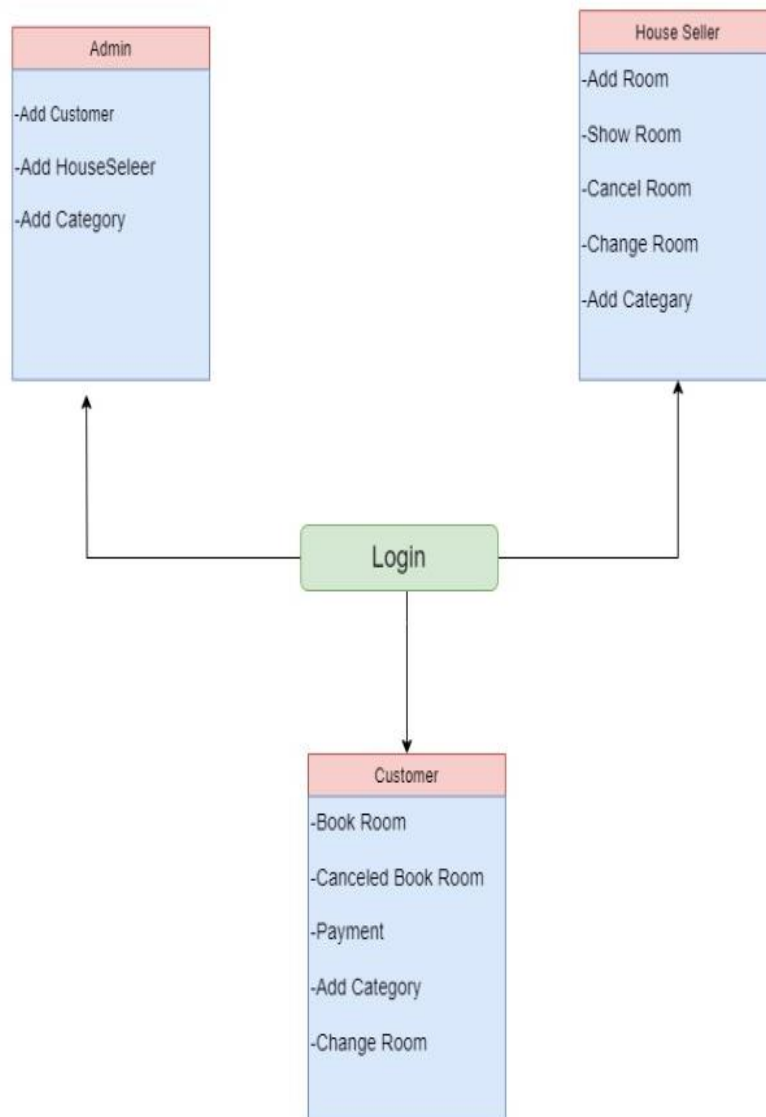 Admin
-Add Customer
-Add HouseSeleer
-Add Category
House Seller
-Add Room
-Show Room
-Cancel Room
-Change Room
-Add Categary
Login
Customer
-Book Room
-Canceled Book Room
-Payment
-Add Category
-Change Room